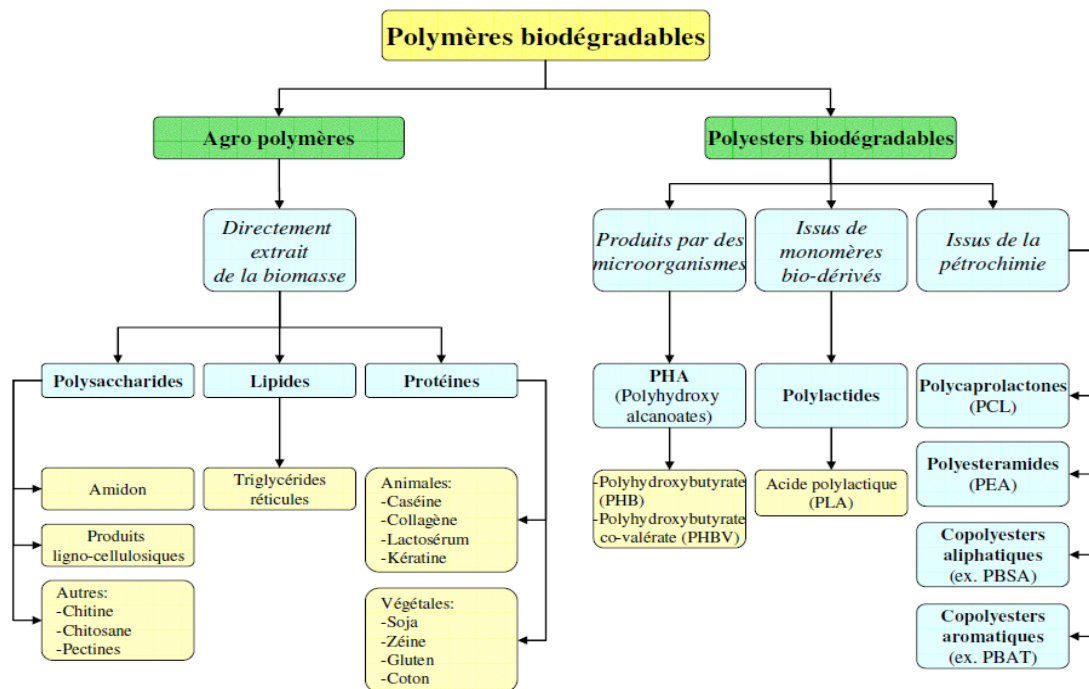 Polymères biodégradables
Agro polymères
Polyesters biodégradables
Directement
extrait
de la biomasse
Produits par des
microorganismes
Issus de
monomères
bio-dérivés
Issus de la
pétrochimie
Polysaccharides
Lipides
Protéines
PHA
(Polyhydroxy
alcanoates)
Polylactides
Polycaprolactones
(PCL)
Amidon
Produits
ligno-cellulosiques
Autres:
-Chitine
-Chitosane
-Pectines
Triglycérides
réticules
Animales:
-Caséine
-Collagène
-Lactosérum
-Kératine
Végétales:
-Soja
-Zéine
-Gluten
-Coton
-Polyhydroxybutyrate
(PHB)
-Polyhydroxybutyrate
co-valérate (PHBV)
Acide polylactique
(PLA)
Polyesteramides
(PEA)
Copolyesters
aliphatiques
(ex. PBSA)
Copolyesters
aromatiques
(ex. PBAT)